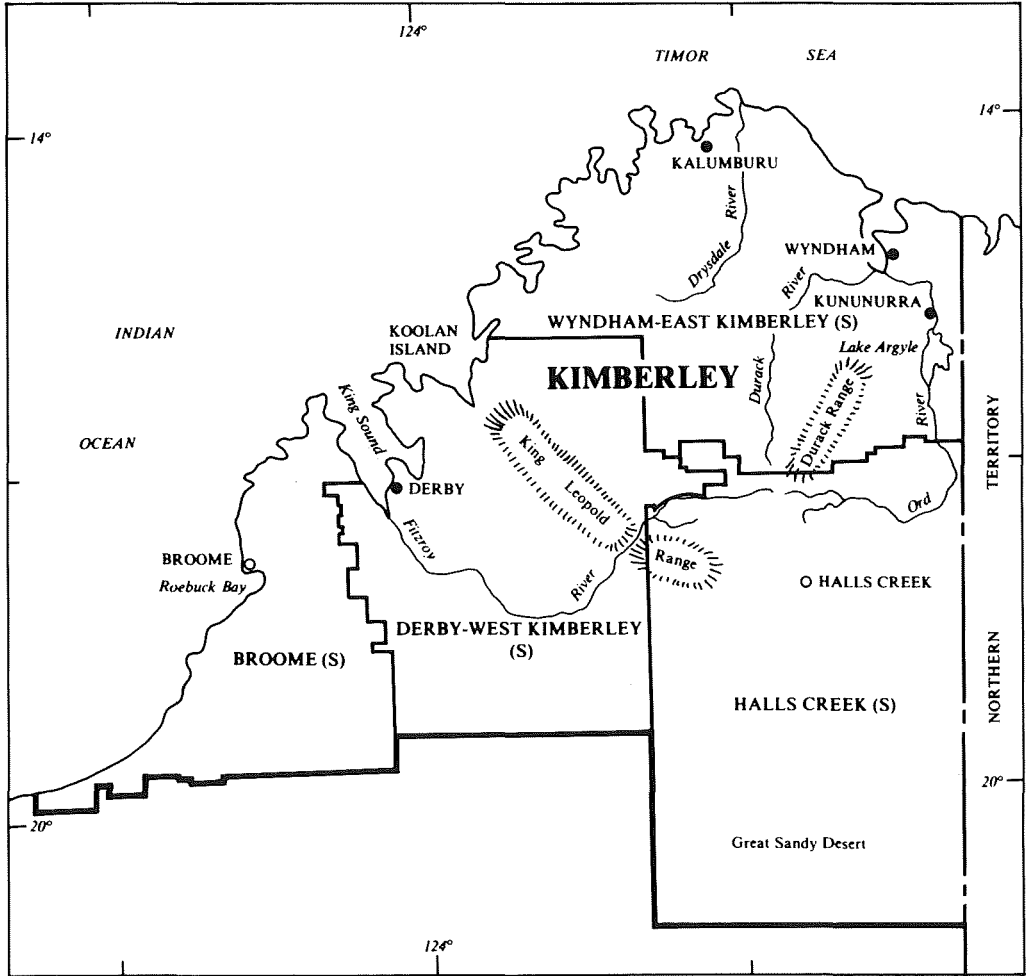 124°
TIMOR SEA
14°
14°
KALUMBURU
Drysdale River
WYNDHAM
River
KUNUNURRA
INDIAN
KOOLAN
ISLAND
WYNDHAM-EAST KIMBERLEY (S)
Lake Argyle
KIMBERLEY
Durack
Durack Range
River
King Sound
OCEAN
King
Leopold
TERRITORY
DERBY
Ord
Fitzroy
BROOME
Roebuck Bay
River
Range
HALLS CREEK
DERBY-WEST KIMBERLEY
(S)
BROOME (S)
NORTHERN
HALLS CREEK (S)
20°
20°
Great Sandy Desert
124°